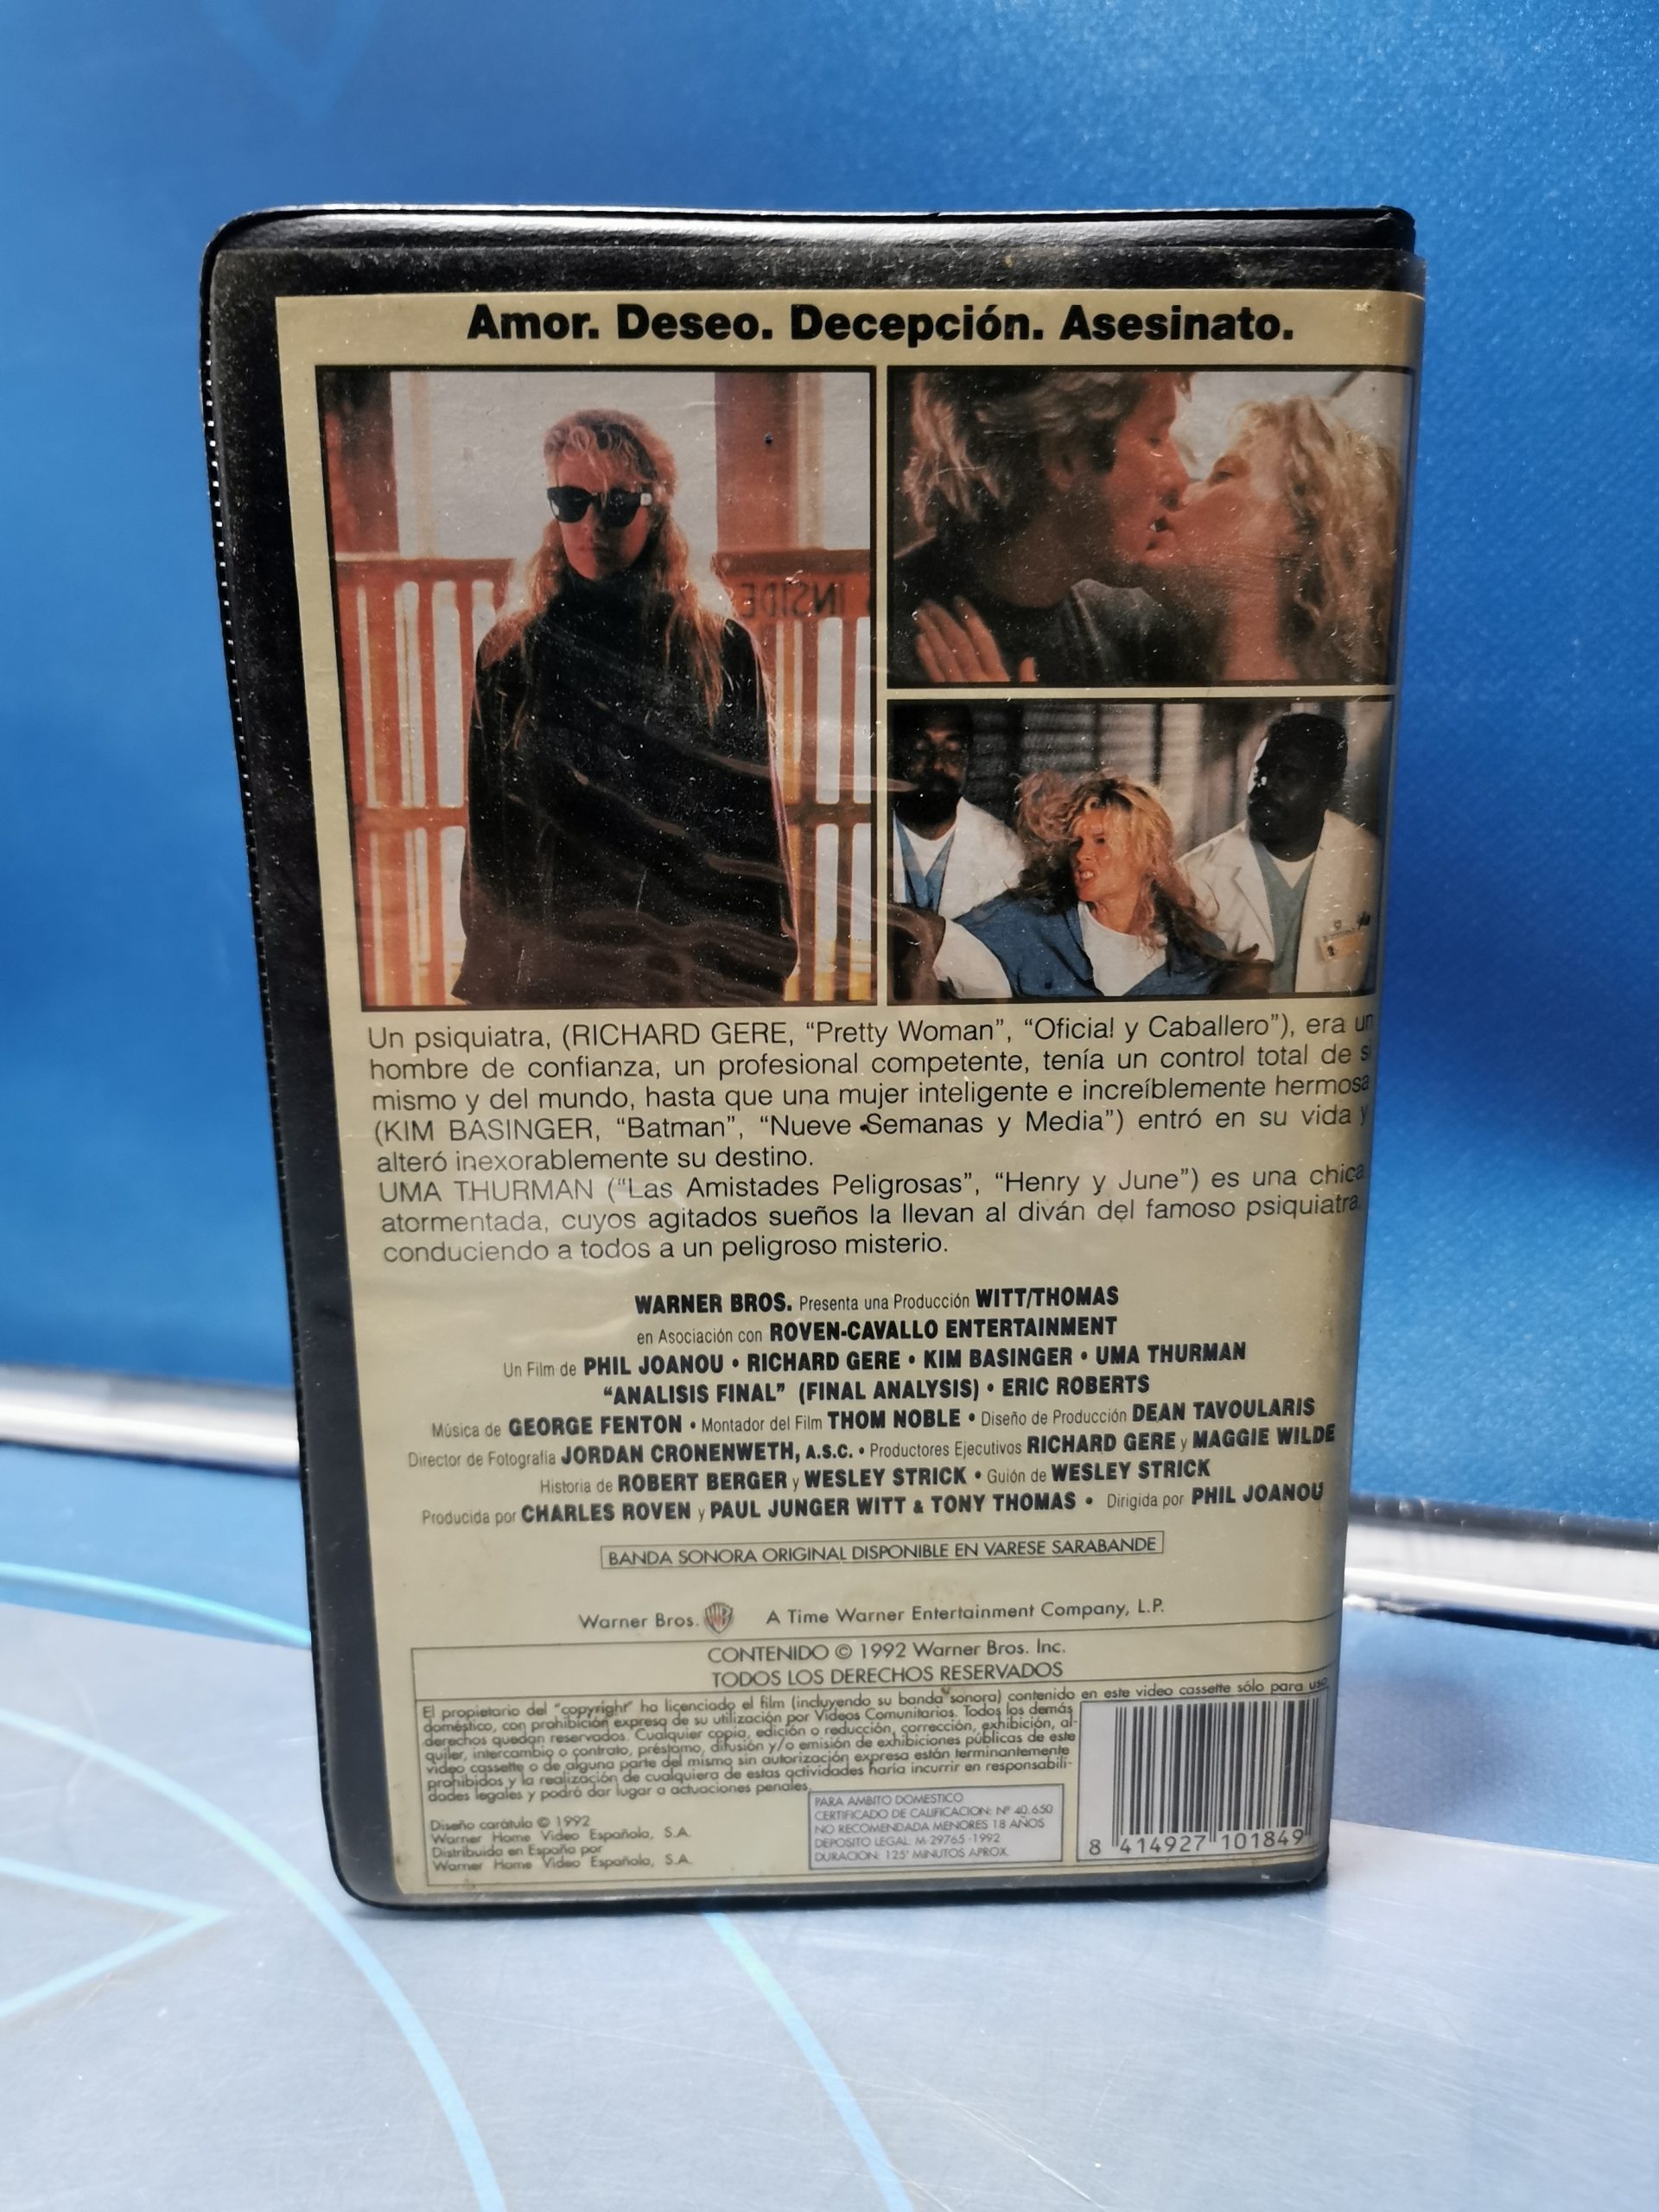 Amor. Deseo. Decepción. Asesinato.
INSIDE
Un psiquiatra, (RICHARD GERE, “Pretty Woman”, “Oficial y Caballero”), era un
hombre de confianza, un profesional competente, tenía un control total de si
mismo y del mundo, hasta que una mujer inteligente e increíblemente hermosa
(KIM BASINGER, “Batman”, “Nueve Semanas y Media”) entró en su vida y
alteró inexorablemente su destino.
UMA THURMAN (“Las Amistades Peligrosas”, “Henry y June”) es una chica
atormentada, cuyos agitados sueños la llevan al diván del famoso psiquiatra,
conduciendo a todos a un peligroso misterio.
WARNER BROS. Presenta una Producción WITT/THOMAS
en Asociación con ROVEN-CAVALLO ENTERTAINMENT
Un Film de PHIL JOANOU • RICHARD GERE • KIM BASINGER • UMA THURMAN
“ANALISIS FINAL” (FINAL ANALYSIS) • ERIC ROBERTS
Música de GEORGE FENTON • Montador del Film THOM NOBLE • Diseño de Producción DEAN TAVOULARIS
Director de Fotografía JORDAN CRONENWETH, A.S.C. • Productores Ejecutivos RICHARD GERE y MAGGIE WILDE
Historia de ROBERT BERGER y WESLEY STRICK • Guión de WESLEY STRICK
Producida por CHARLES ROVEN y PAUL JUNGER WITT & TONY THOMAS • Dirigida por PHIL JOANOU
BANDA SONORA ORIGINAL DISPONIBLE EN VARESE SARABANDE
Warner Bros. WB A Time Warner Entertainment Company, L.P.
CONTENIDO © 1992 Warner Bros. Inc.
TODOS LOS DERECHOS RESERVADOS
El propietario del “copyright” ha licenciado el film (incluyendo su banda sonora) contenido en este video cassette sólo para uso
doméstico, con prohibición expresa de su utilización por Videos Comunitarios. Todos los demás
derechos quedan reservados. Cualquier copia, edición o reducción, corrección, exhibición, al-
quiler, intercambio o contrato, préstamo, difusión y/o emisión de exhibiciones públicas de este
video cassette o de alguna parte del mismo sin autorización expresa están terminantemente
prohibidos y la realización de cualquiera de estas actividades haría incurrir en responsabili-
dades legales y podrá dar lugar a actuaciones penales.
Diseño carátula © 1992
Warner Home Video Española, S.A.
Distribuida en España por
Warner Home Video Española, S.A.
PARA AMBITO DOMESTICO
CERTIFICADO DE CALIFICACION: Nº 40.650
NO RECOMENDADA MENORES 18 AÑOS
DEPOSITO LEGAL: M-29765-1992
DURACION: 125' MINUTOS APROX.
8 414927 101849